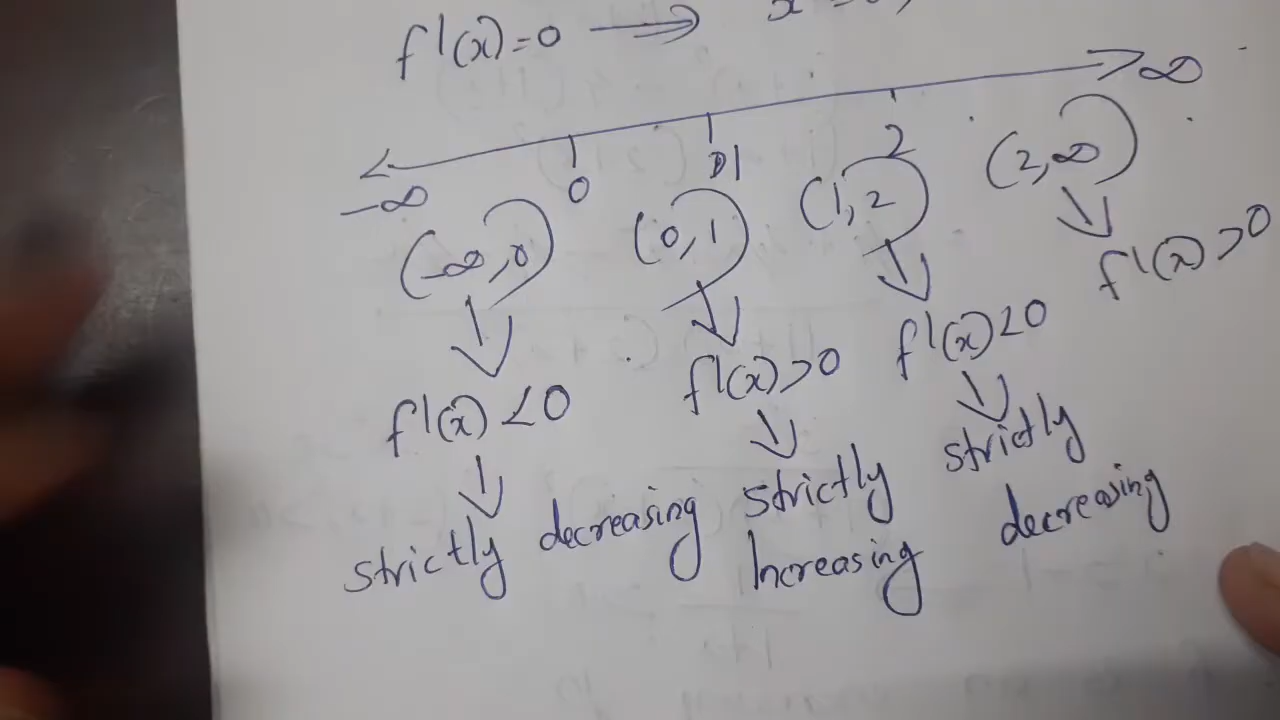 f'(x)=0 ⟹ x =
-∞ 0 1 2 ∞
(-∞,0) (0,1) (1,2) (2,∞)
f'(x)<0 f'(x)>0 f'(x)<0 f'(x)>0
strictly decreasing strictly strictly
Increasing decreasing